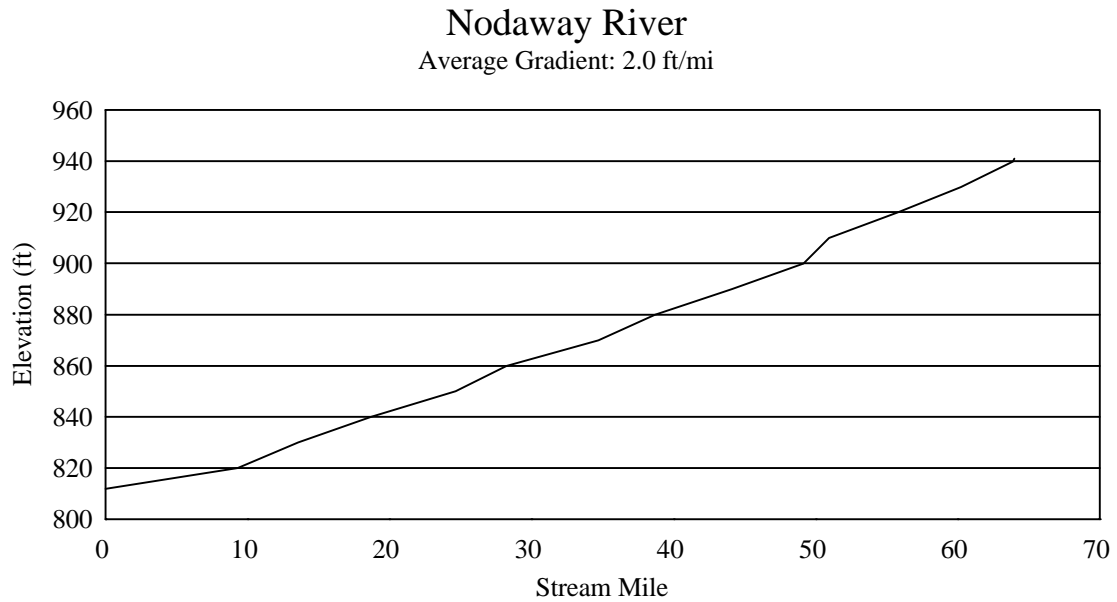 Nodaway River
Average Gradient: 2.0 ft/mi
960
940
920
900
880
860
840
820
800
Elevation (ft)
0 10 20 30 40 50 60 70
Stream Mile